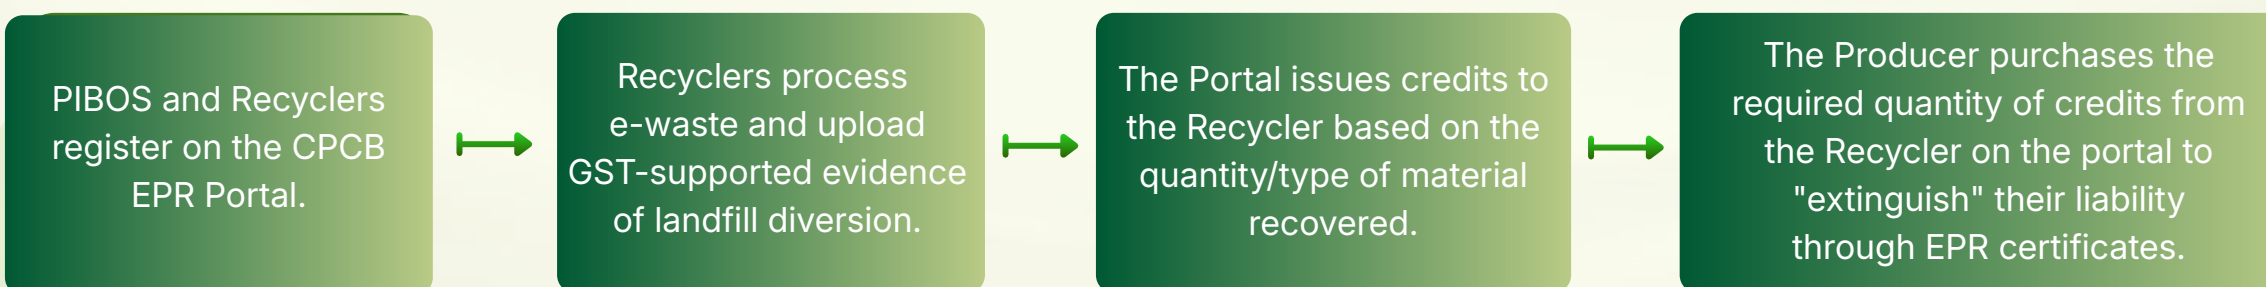 PIBOS and Recyclers
register on the CPCB
EPR Portal.
Recyclers process
e-waste and upload
GST-supported evidence
of landfill diversion.
The Portal issues credits to
the Recycler based on the
quantity/type of material
recovered.
The Producer purchases the
required quantity of credits from
the Recycler on the portal to
"extinguish" their liability
through EPR certificates.